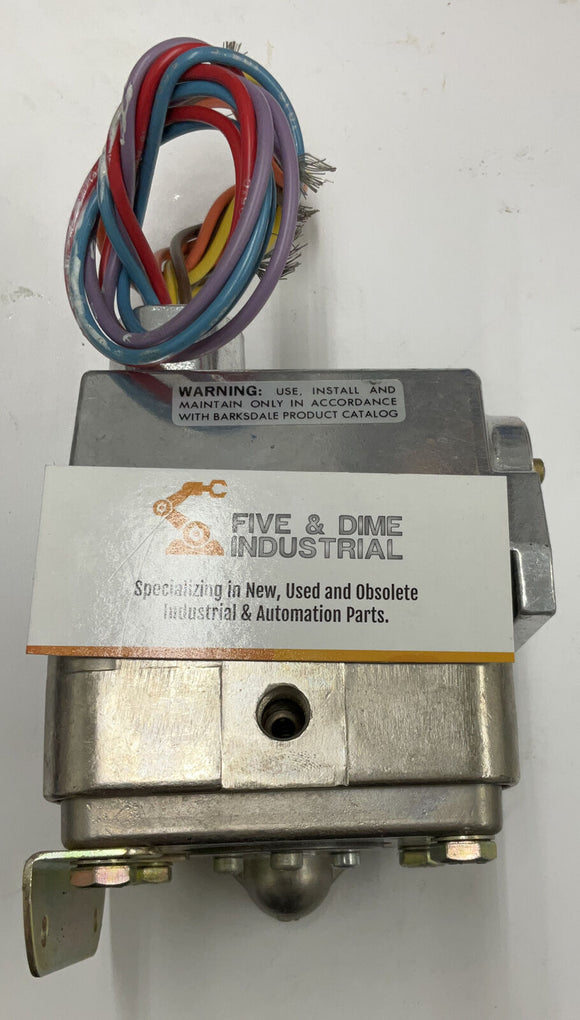 WARNING: USE, INSTALL AND
MAINTAIN ONLY IN ACCORDANCE
WITH BARKSDALE PRODUCT CATALOG
FIVE & DIME
INDUSTRIAL
Specializing in New, Used and Obsolete
Industrial & Automation Parts.